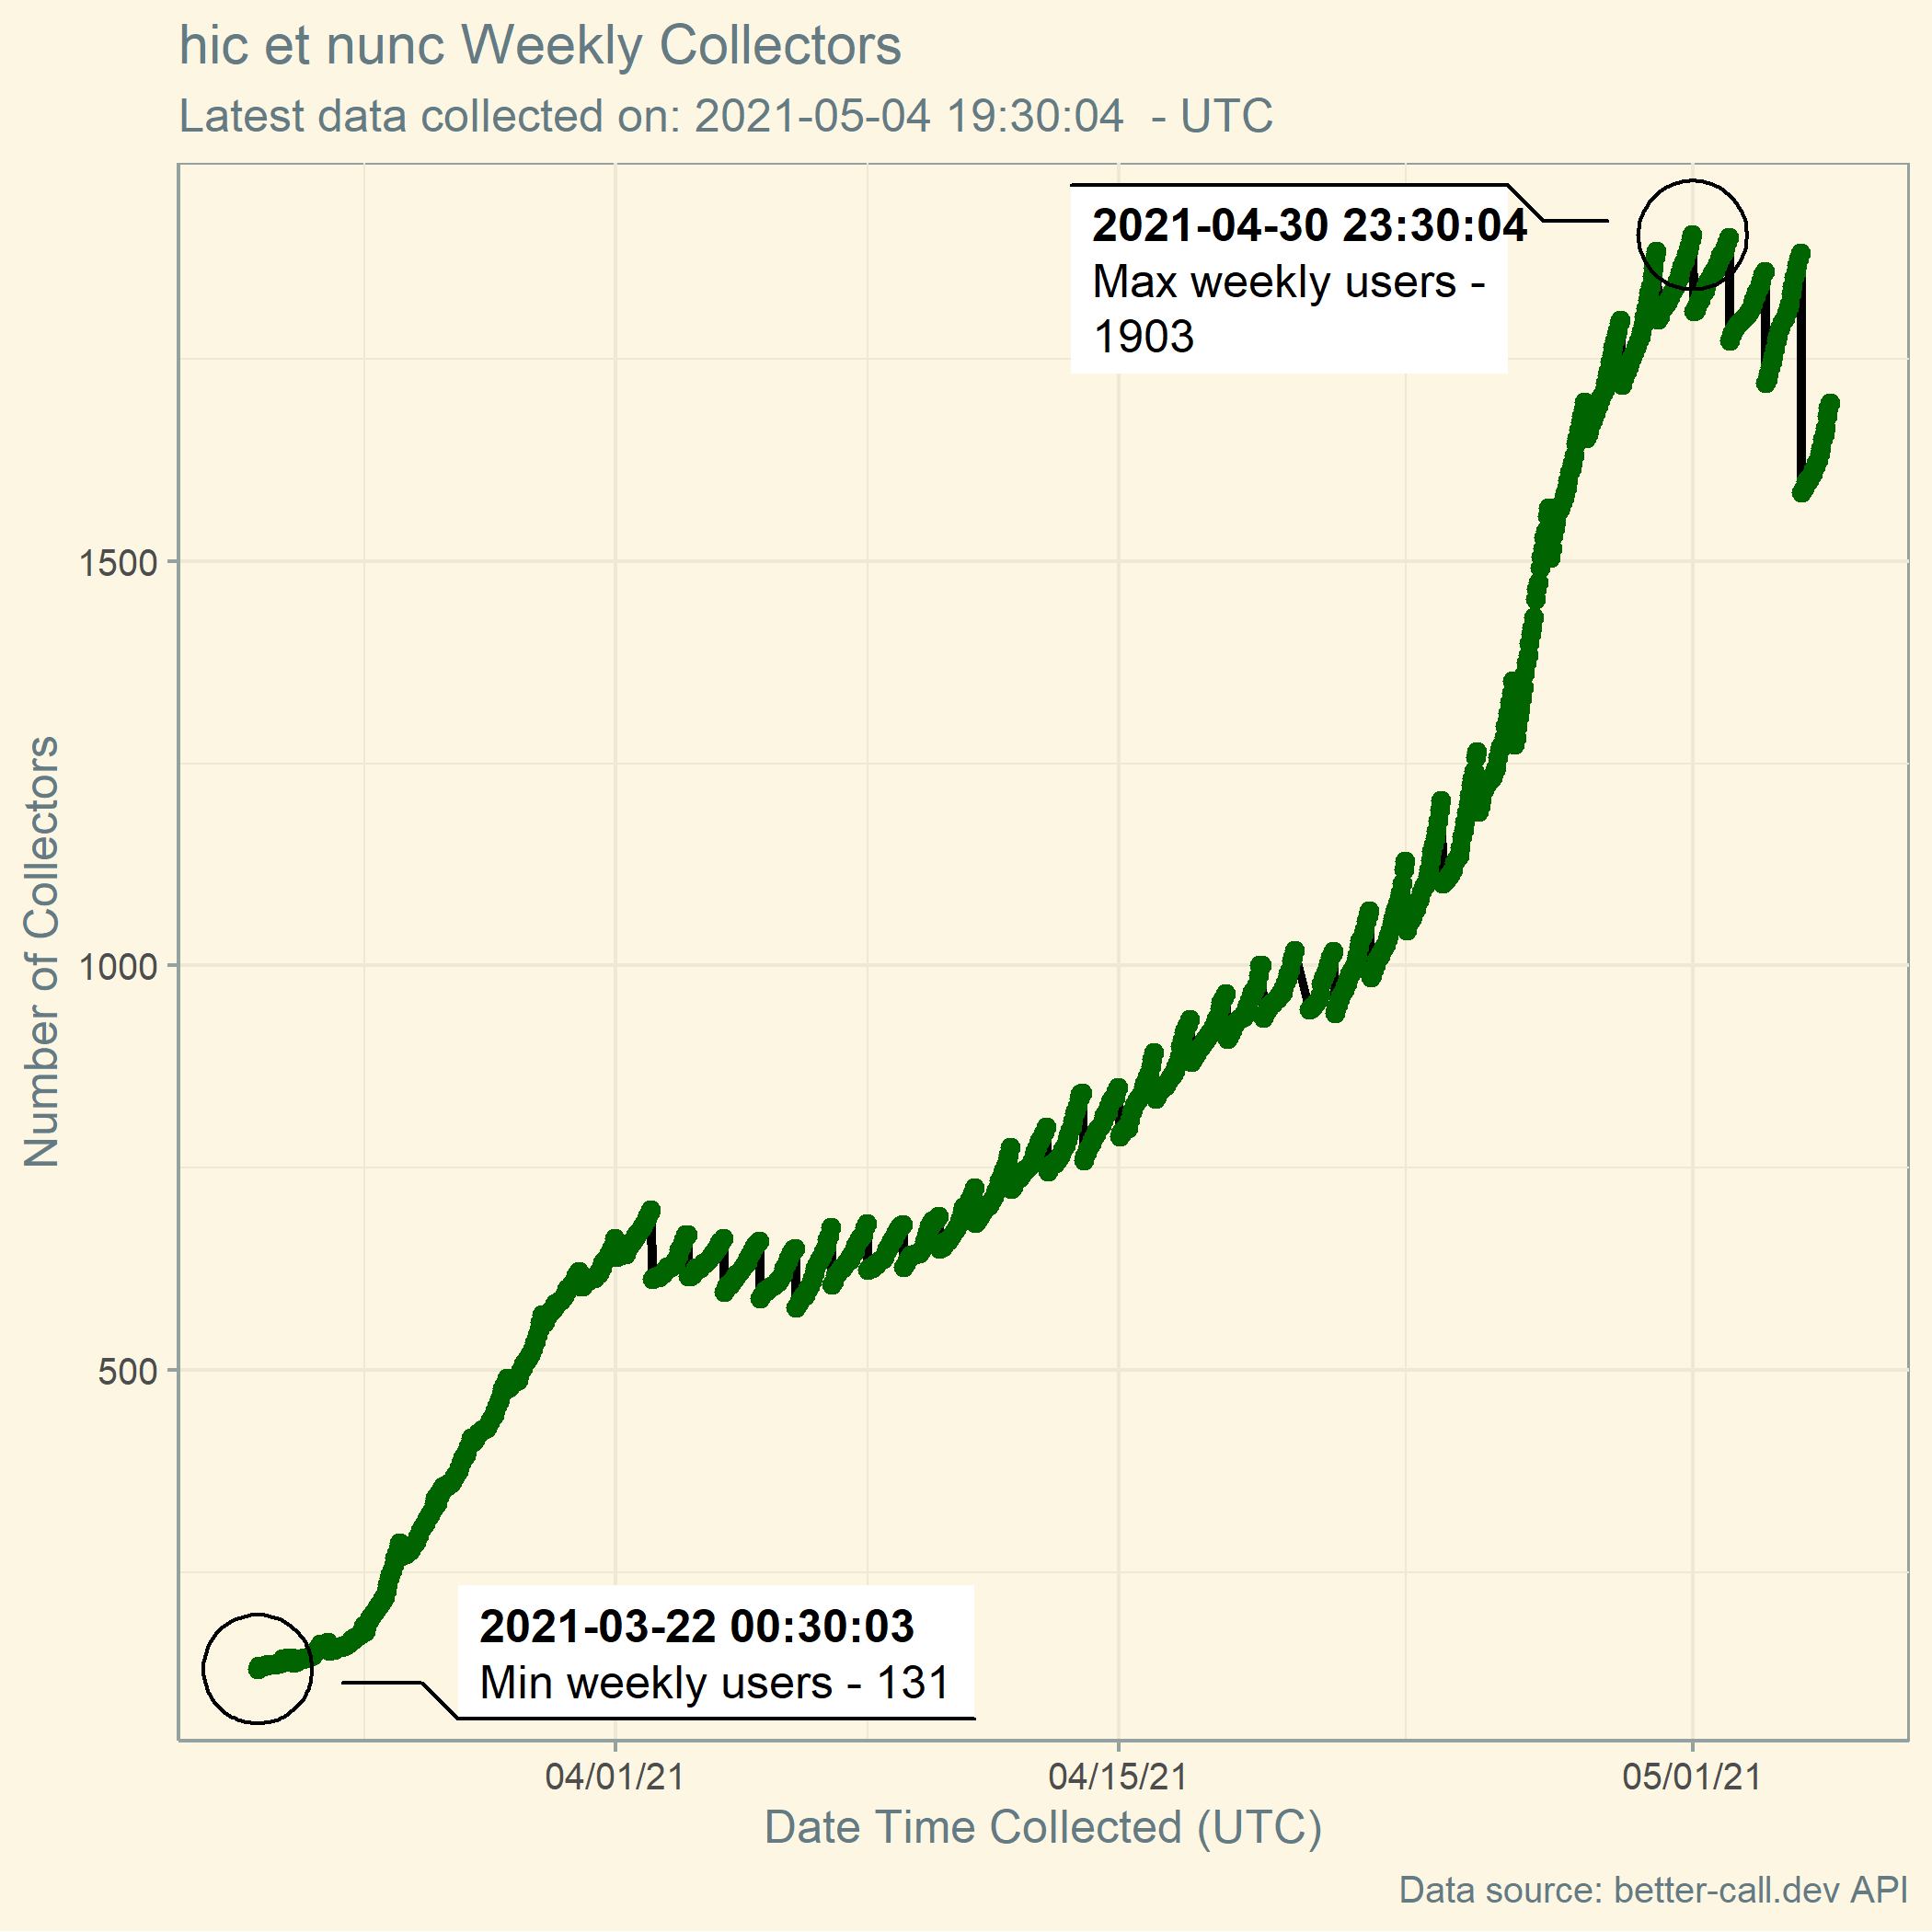 hic et nunc Weekly Collectors
Latest data collected on: 2021-05-04 19:30:04  - UTC
2021-04-30 23:30:04
Max weekly users -
1903
1500
1000
500
Number of Collectors
2021-03-22 00:30:03
Min weekly users - 131
04/01/21
04/15/21
05/01/21
Date Time Collected (UTC)
Data source: better-call.dev API